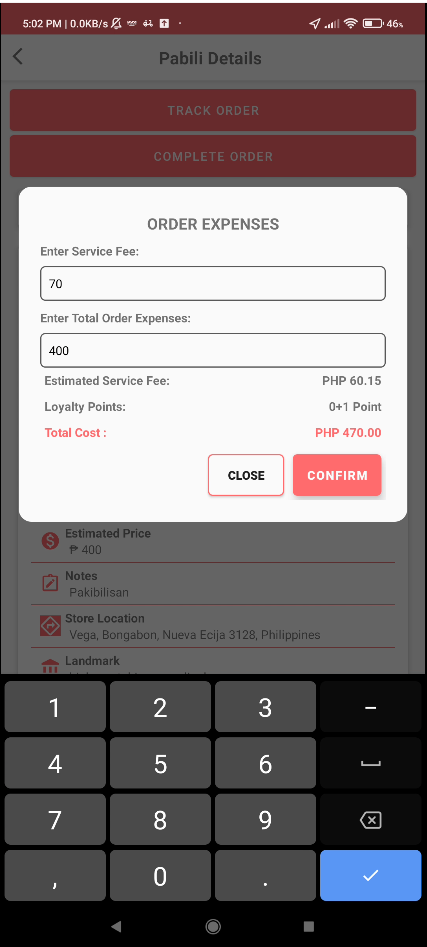 5:02 PM | 0.0KB/s
46%
Pabili Details
TRACK ORDER
COMPLETE ORDER
ORDER EXPENSES
Enter Service Fee:
70
Enter Total Order Expenses:
400
Estimated Service Fee: PHP 60.15
Loyalty Points: 0+1 Point
Total Cost : PHP 470.00
CLOSE CONFIRM
Estimated Price
₱ 400
Notes
Pakibilisan
Store Location
Vega, Bongabon, Nueva Ecija 3128, Philippines
Landmark
1 2 3 –
4 5 6
7 8 9
, 0 .